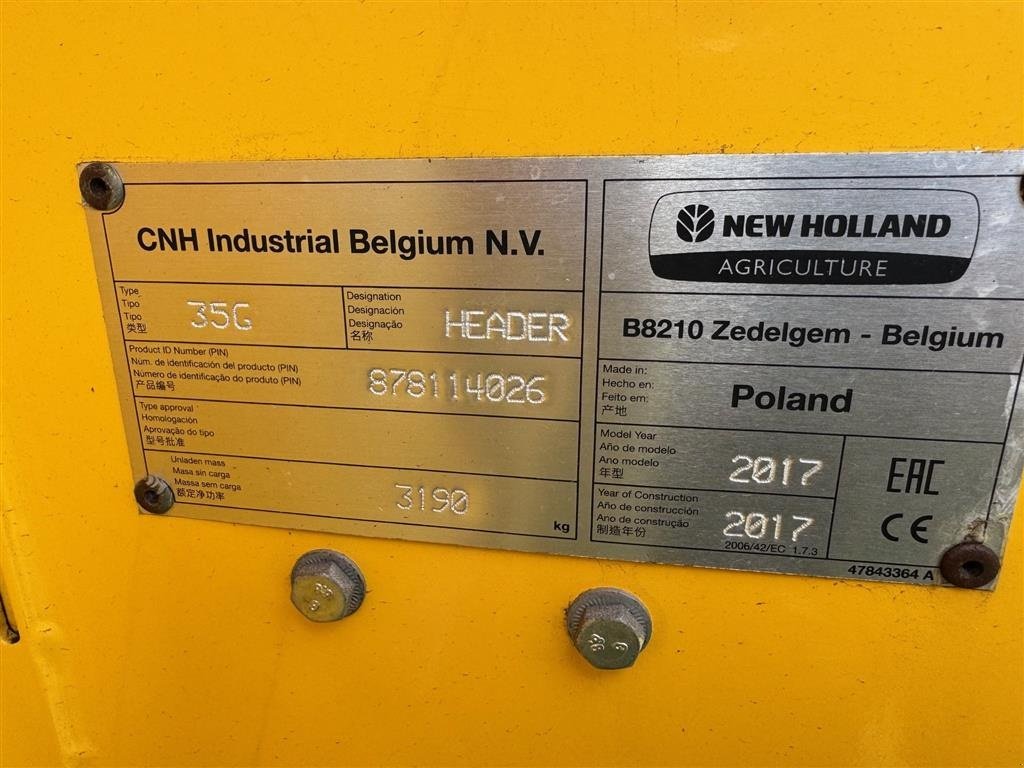 CNH Industrial Belgium N.V.
Type
Tipo
Tipo
类型
35G
Designation
Designación
Designação
名称
HEADER
Product ID Number (PIN)
Núm. de identificación del producto (PIN)
Número de identificação do produto (PIN)
产品编号
878114026
Type approval
Homologación
Aprovação do tipo
型号批准
Unladen mass
Masa sin carga
Massa sem carga
额定净功率
3190
kg
NEW HOLLAND
AGRICULTURE
B8210 Zedelgem - Belgium
Made in:
Hecho en:
Feito em:
产地
Poland
Model Year
Año de modelo
Ano modelo
年型
2017
Year of Construction
Año de construcción
Ano de construção
制造年份
2017
2006/42/EC 1.7.3
EAC
CE
47843364 A